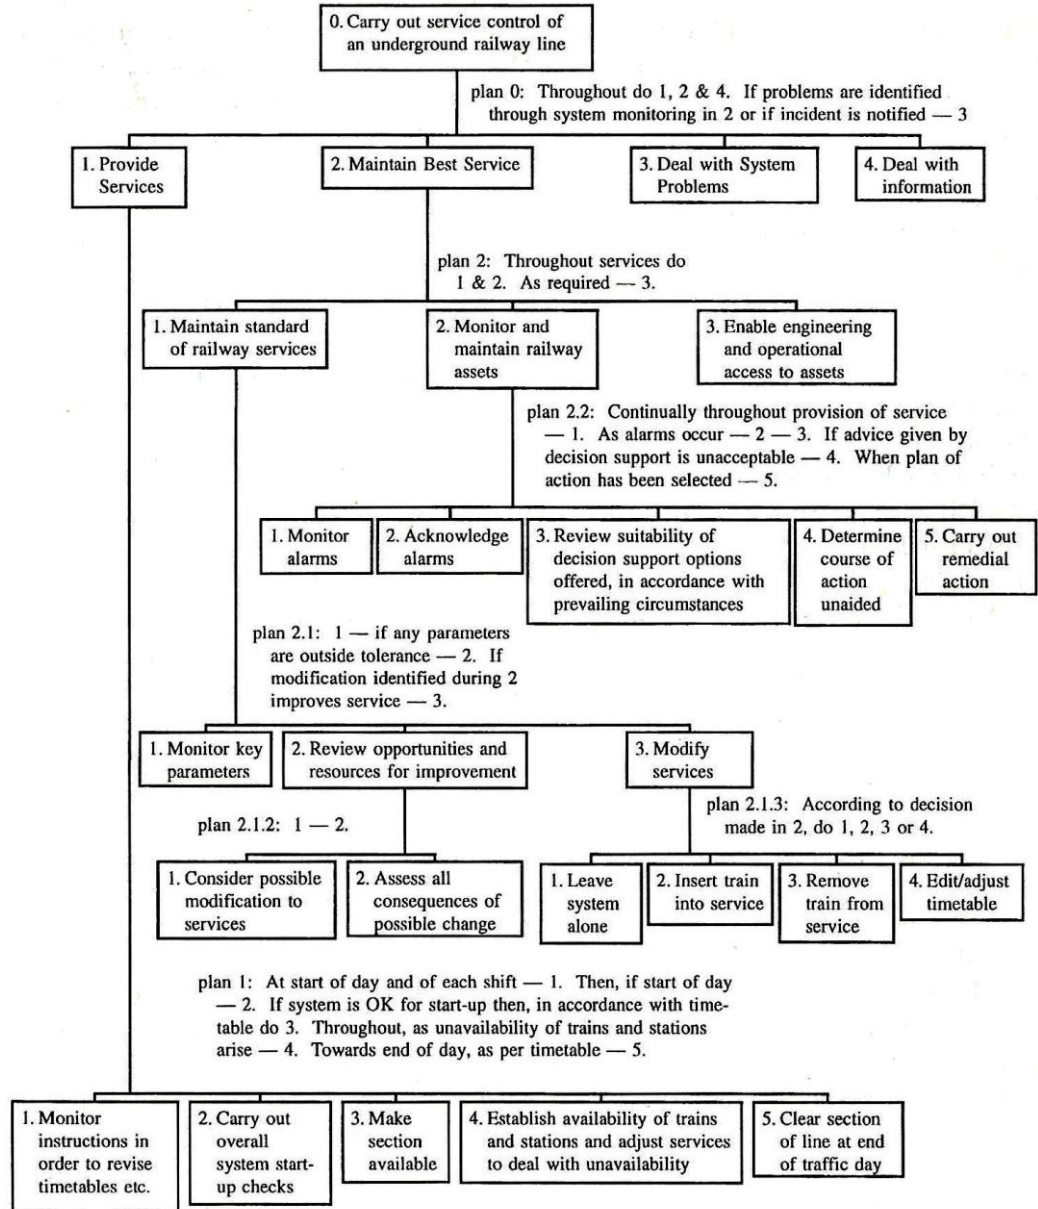 0. Carry out service control of
an underground railway line
plan 0: Throughout do 1, 2 & 4. If problems are identified
through system monitoring in 2 or if incident is notified — 3
1. Provide
Services
2. Maintain Best Service
3. Deal with System
Problems
4. Deal with
information
plan 2: Throughout services do
1 & 2. As required — 3.
1. Maintain standard
of railway services
2. Monitor and
maintain railway
assets
3. Enable engineering
and operational
access to assets
plan 2.2: Continually throughout provision of service
— 1. As alarms occur — 2 — 3. If advice given by
decision support is unacceptable — 4. When plan of
action has been selected — 5.
1. Monitor
alarms
2. Acknowledge
alarms
3. Review suitability of
decision support options
offered, in accordance with
prevailing circumstances
4. Determine
course of
action
unaided
5. Carry out
remedial
action
plan 2.1: 1 — if any parameters
are outside tolerance — 2. If
modification identified during 2
improves service — 3.
1. Monitor key
parameters
2. Review opportunities and
resources for improvement
3. Modify
services
plan 2.1.2: 1 — 2.
plan 2.1.3: According to decision
made in 2, do 1, 2, 3 or 4.
1. Consider possible
modification to
services
2. Assess all
consequences of
possible change
1. Leave
system
alone
2. Insert train
into service
3. Remove
train from
service
4. Edit/adjust
timetable
plan 1: At start of day and of each shift — 1. Then, if start of day
— 2. If system is OK for start-up then, in accordance with time-
table do 3. Throughout, as unavailability of trains and stations
arise — 4. Towards end of day, as per timetable — 5.
1. Monitor
instructions in
order to revise
timetables etc.
2. Carry out
overall
system start-
up checks
3. Make
section
available
4. Establish availability of trains
and stations and adjust services
to deal with unavailability
5. Clear section
of line at end
of traffic day